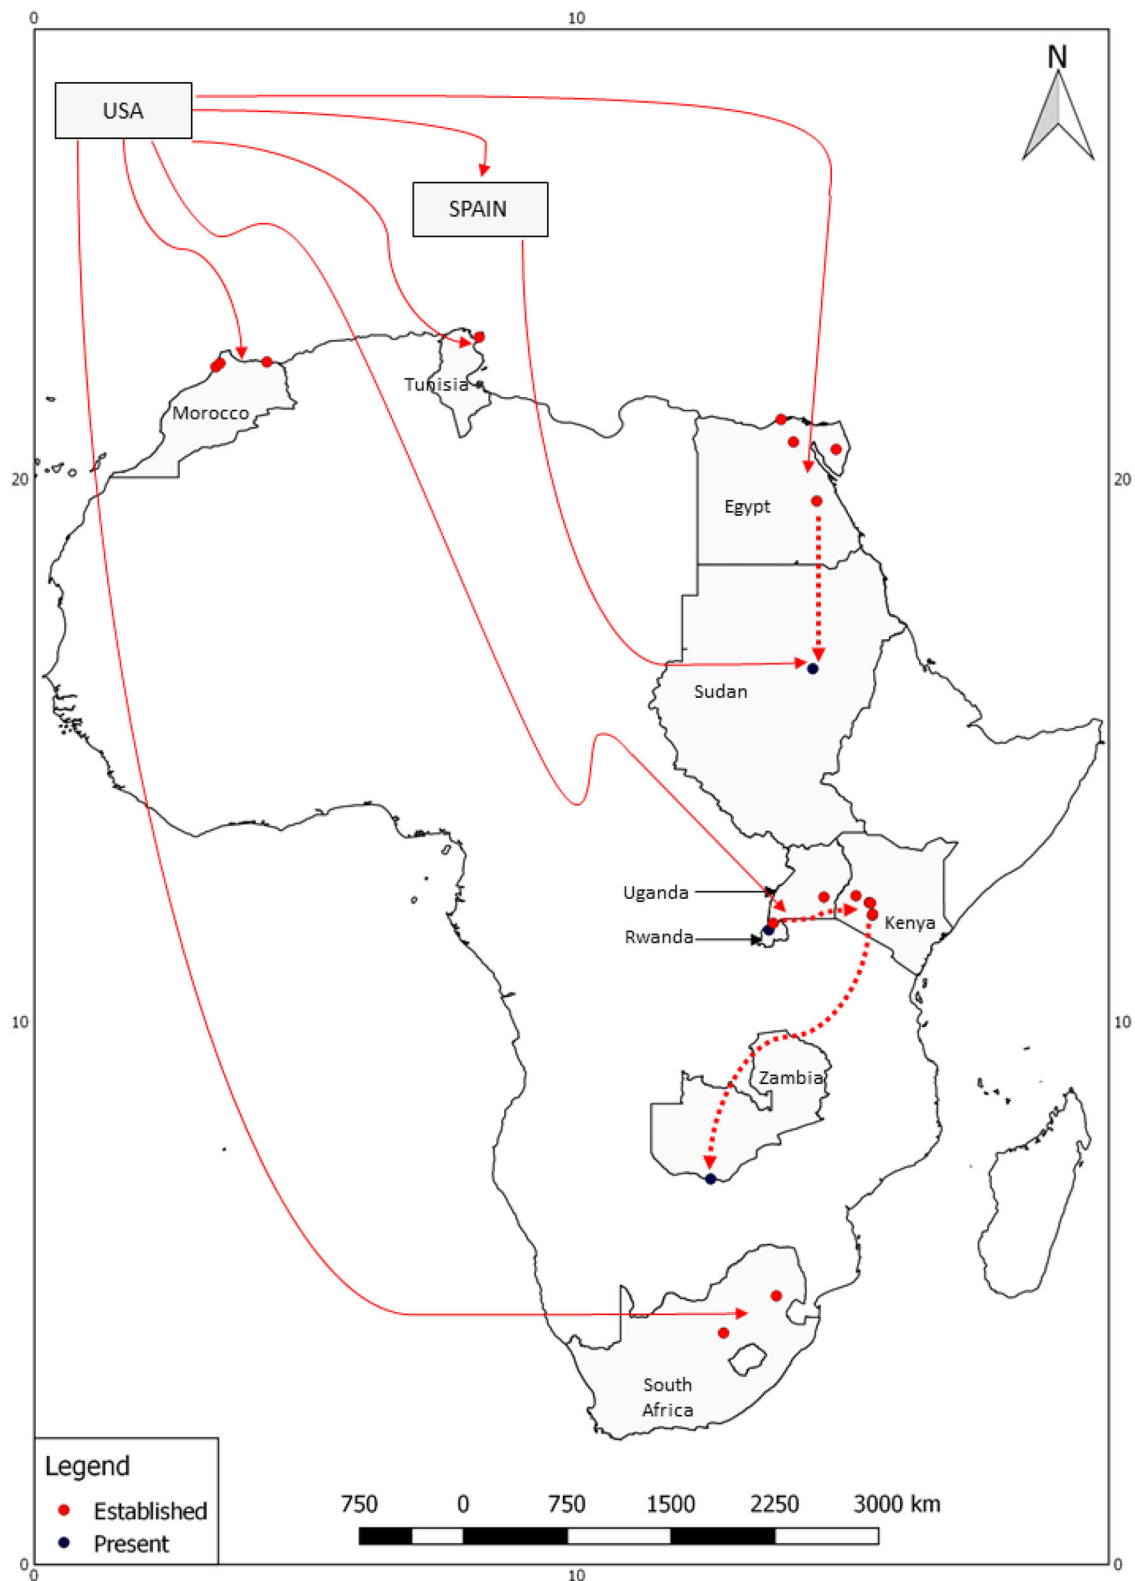 0 10
N
USA
SPAIN
Tunisia
Morocco
20 20
Egypt
Sudan
Uganda
Kenya
Rwanda
10 10
Zambia
South
Africa
Legend
Established
Present
750 0 750 1500 2250 3000 km
0 0
0 10